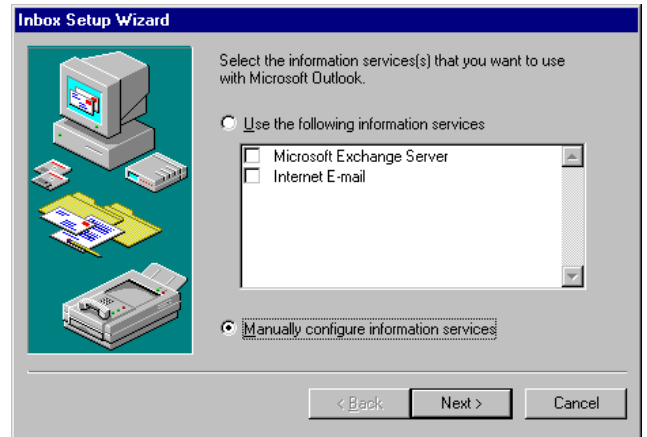 Inbox Setup Wizard
Select the information services(s) that you want to use
with Microsoft Outlook.
Use the following information services
Microsoft Exchange Server
Internet E-mail
Manually configure information services
< Back
Next >
Cancel